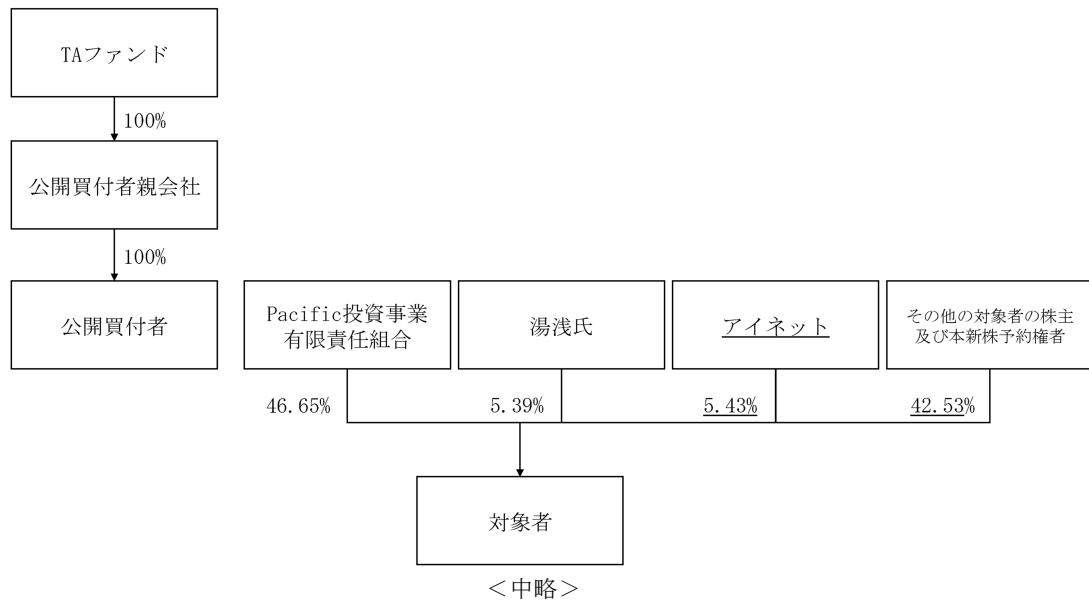 TAファンド
100%
公開買付者親会社
100%
公開買付者
Pacific投資事業
有限責任組合
湯浅氏
アイネット
その他の対象者の株主
及び本新株予約権者
46.65%
5.39%
5.43%
42.53%
対象者
＜中略＞